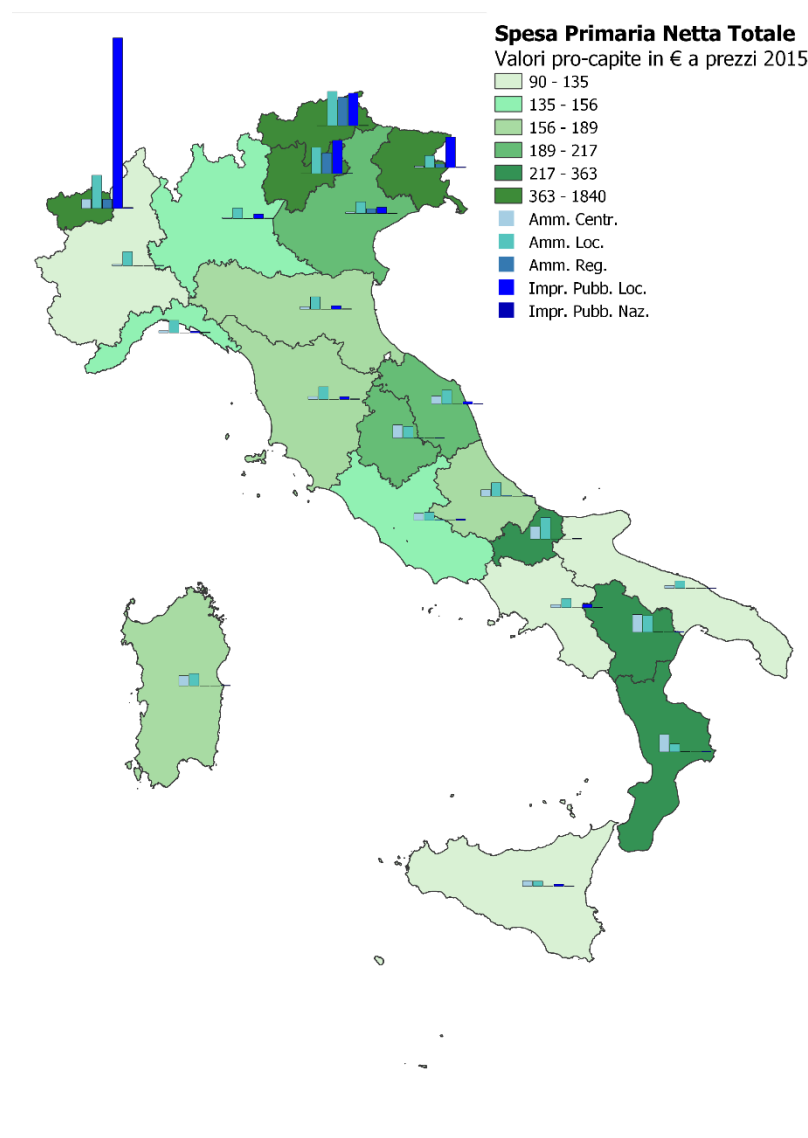 Spesa Primaria Netta Totale
Valori pro-capite in € a prezzi 2015
90 - 135
135 - 156
156 - 189
189 - 217
217 - 363
363 - 1840
Amm. Centr.
Amm. Loc.
Amm. Reg.
Impr. Pubb. Loc.
Impr. Pubb. Naz.